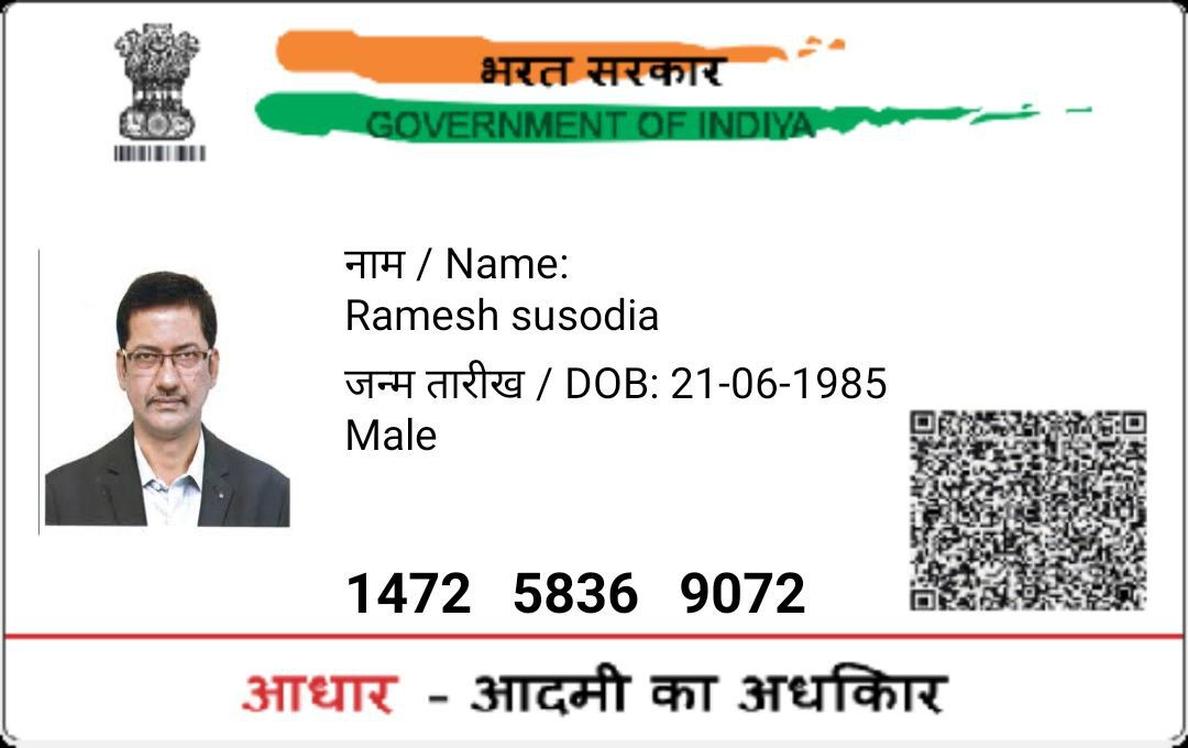 भरत सरकार
GOVERNMENT OF INDIYA
नाम / Name:
Ramesh susodia
जन्म तारीख / DOB: 21-06-1985
Male
1472 5836 9072
आधार - आदमी का अधकिार